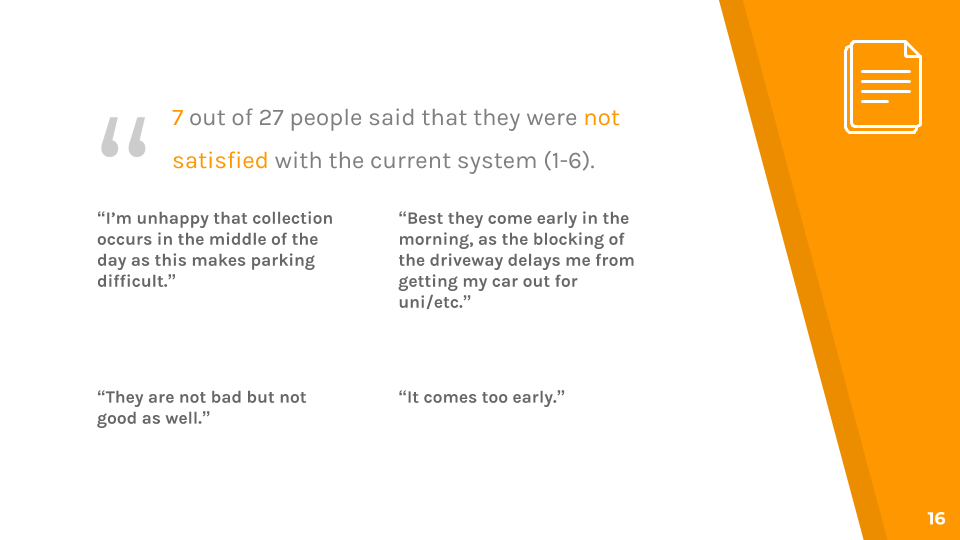 “
7 out of 27 people said that they were not
satisfied with the current system (1-6).
“I’m unhappy that collection
occurs in the middle of the
day as this makes parking
difficult.”
“Best they come early in the
morning, as the blocking of
the driveway delays me from
getting my car out for
uni/etc.”
“They are not bad but not
good as well.”
“It comes too early.”
16